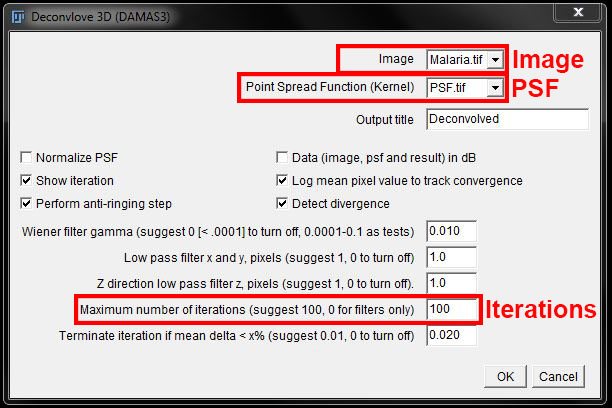 Deconvlove 3D (DAMAS3)
Image Malaria.tif Image
Point Spread Function (Kernel) PSF.tif PSF
Output title Deconvolved
Normalize PSF Data (image, psf and result) in dB
Show iteration Log mean pixel value to track convergence
Perform anti-ringing step Detect divergence
Wiener filter gamma (suggest 0 [< .0001] to turn off, 0.0001-0.1 as tests) 0.010
Low pass filter x and y, pixels (suggest 1, 0 to turn off) 1.0
Z direction low pass filter z, pixels (suggest 1, 0 to turn off). 1.0
Maximum number of iterations (suggest 100, 0 for filters only) 100 Iterations
Terminate iteration if mean delta < x% (suggest 0.01, 0 to turn off) 0.020
OK Cancel